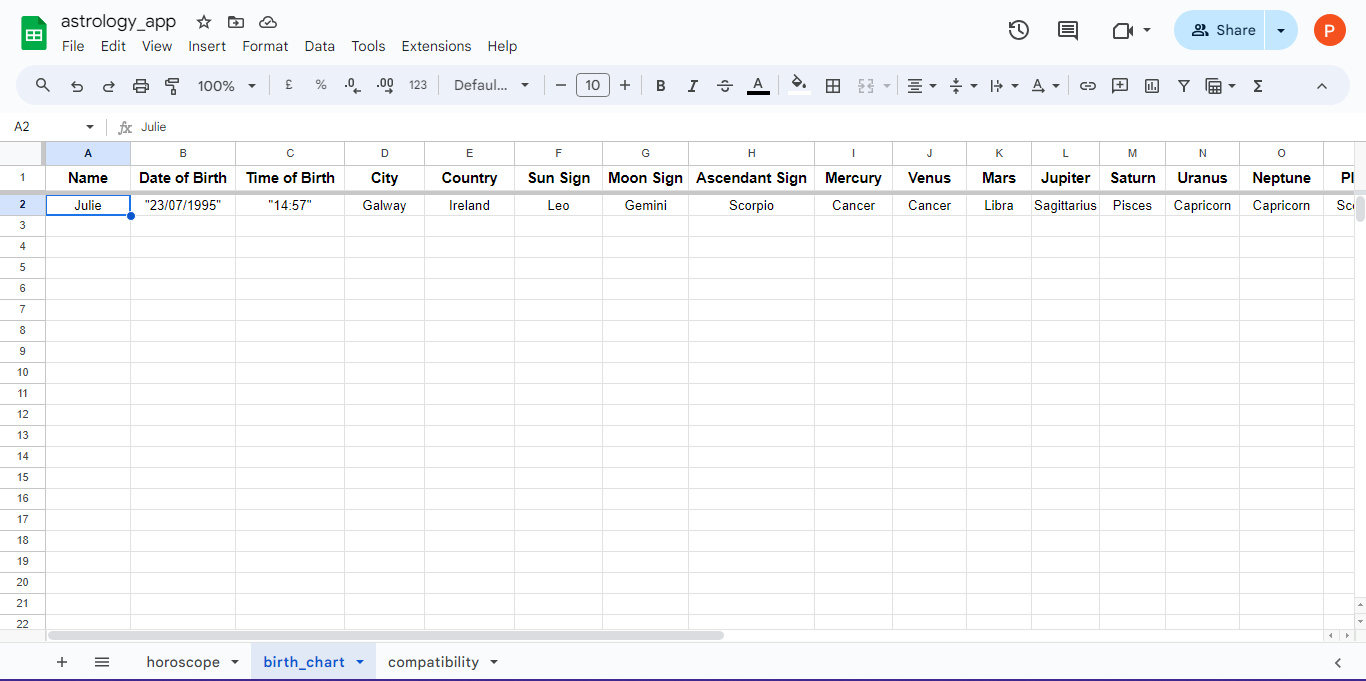 astrology_app
File Edit View Insert Format Data Tools Extensions Help
Share
P
100% £ % .0 .00 123 Defaul... 10 B I A A Σ
A2 fx Julie
A B C D E F G H I J K L M N O
1 Name Date of Birth Time of Birth City Country Sun Sign Moon Sign Ascendant Sign Mercury Venus Mars Jupiter Saturn Uranus Neptune Pl
2 Julie "23/07/1995" "14:57" Galway Ireland Leo Gemini Scorpio Cancer Cancer Libra Sagittarius Pisces Capricorn Capricorn Sc
3
4
5
6
7
8
9
10
11
12
13
14
15
16
17
18
19
20
21
22
horoscope birth_chart compatibility